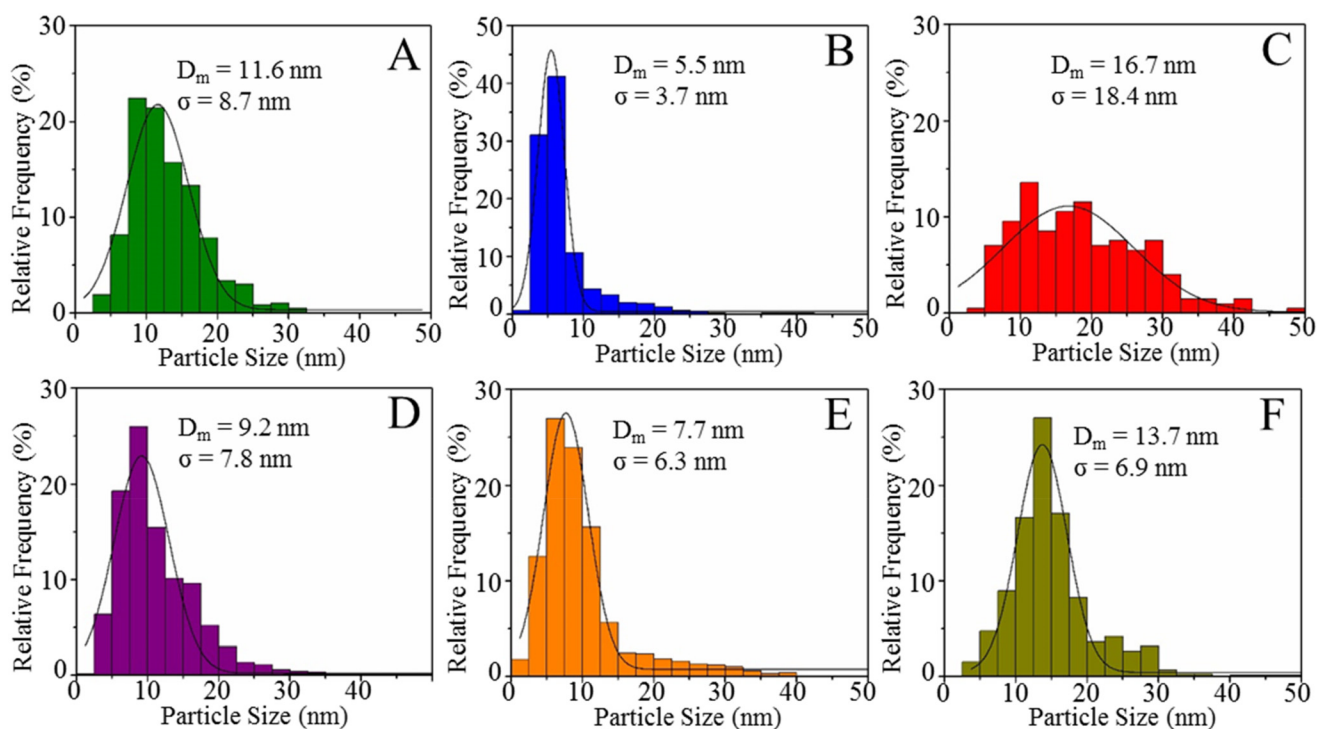 A
D_m = 11.6 nm
σ = 8.7 nm
Relative Frequency (%)
30
20
10
0
0 10 20 30 40 50
Particle Size (nm)
B
D_m = 5.5 nm
σ = 3.7 nm
Relative Frequency (%)
50
40
30
20
10
0
0 10 20 30 40 50
Particle Size (nm)
C
D_m = 16.7 nm
σ = 18.4 nm
Relative Frequency (%)
30
20
10
0
0 10 20 30 40 50
Particle Size (nm)
D
D_m = 9.2 nm
σ = 7.8 nm
Relative Frequency (%)
30
20
10
0
0 10 20 30 40
Particle Size (nm)
E
D_m = 7.7 nm
σ = 6.3 nm
Relative Frequency (%)
30
20
10
0
0 10 20 30 40 50
Particle Size (nm)
F
D_m = 13.7 nm
σ = 6.9 nm
Relative Frequency (%)
30
20
10
0
0 10 20 30 40 50
Particle Size (nm)